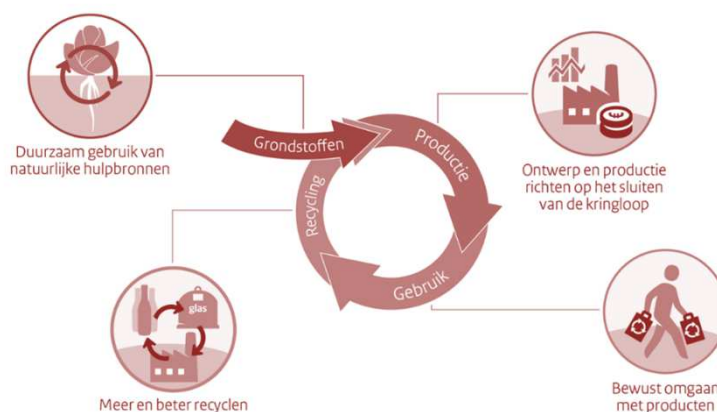 Grondstoffen
Productie
Gebruik
Recycling
Duurzaam gebruik van
natuurlijke hulpbronnen
Ontwerp en productie
richten op het sluiten
van de kringloop
glas
Meer en beter recyclen
Bewust omgaan
met producten